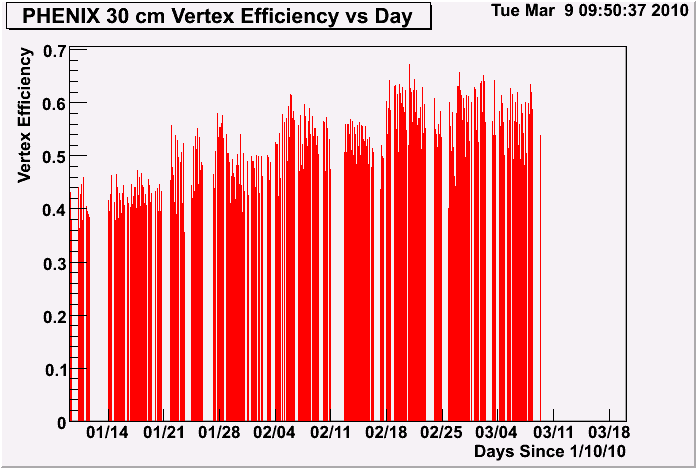 PHENIX 30 cm Vertex Efficiency vs Day
Tue Mar 9 09:50:37 2010
Vertex Efficiency
0.7
0.6
0.5
0.4
0.3
0.2
0.1
0
01/14 01/21 01/28 02/04 02/11 02/18 02/25 03/04 03/11 03/18
Days Since 1/10/10